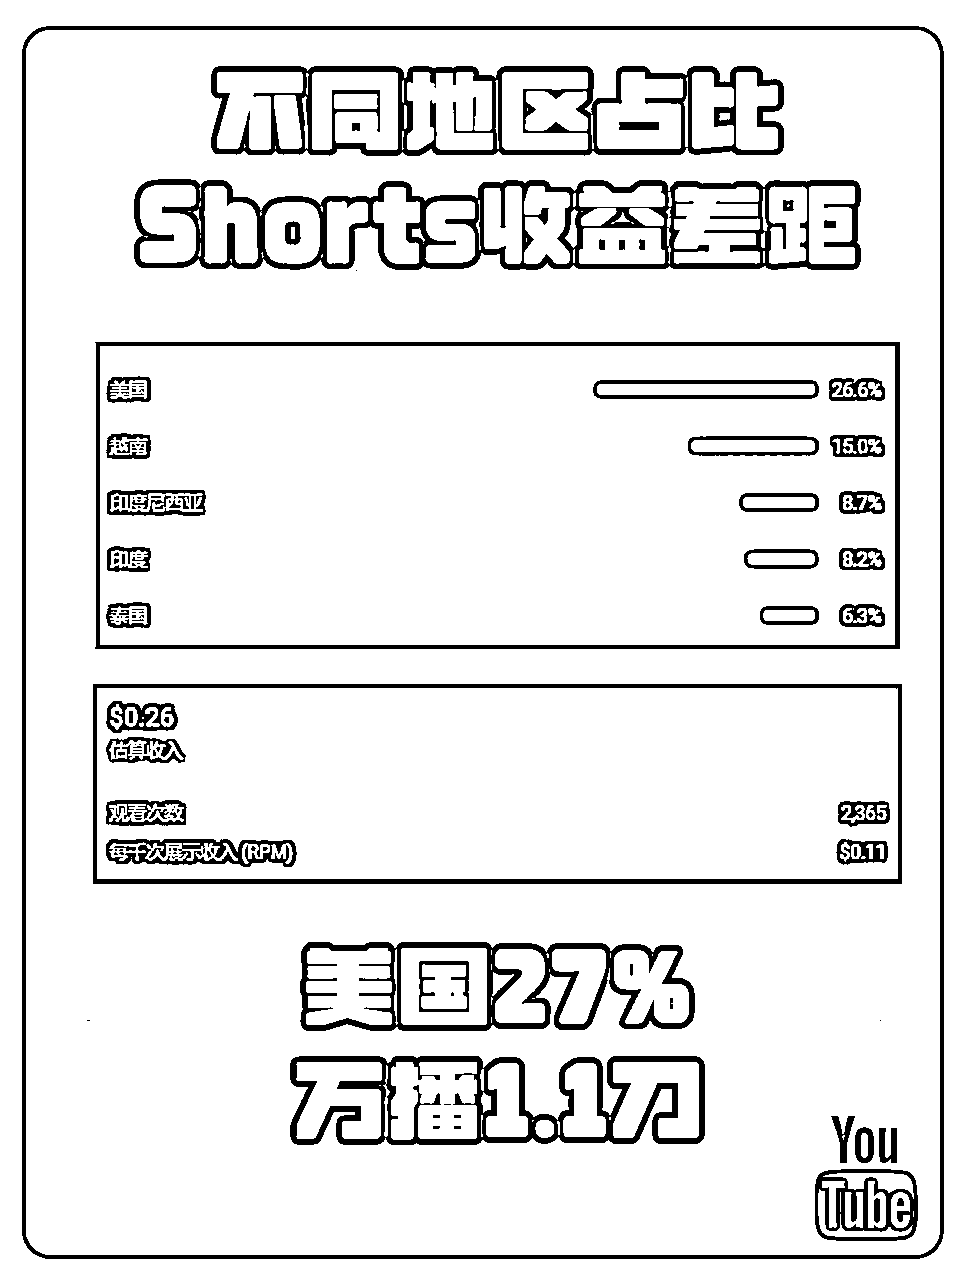 不同地区占比
Shorts收益差距
美国 26.6%
越南 15.0%
印度尼西亚 8.7%
印度 8.2%
泰国 6.3%
$0.26
估算收入
观看次数 2,365
每千次展示收入 (RPM) $0.11
美国27%
万播1.1刀
You
Tube